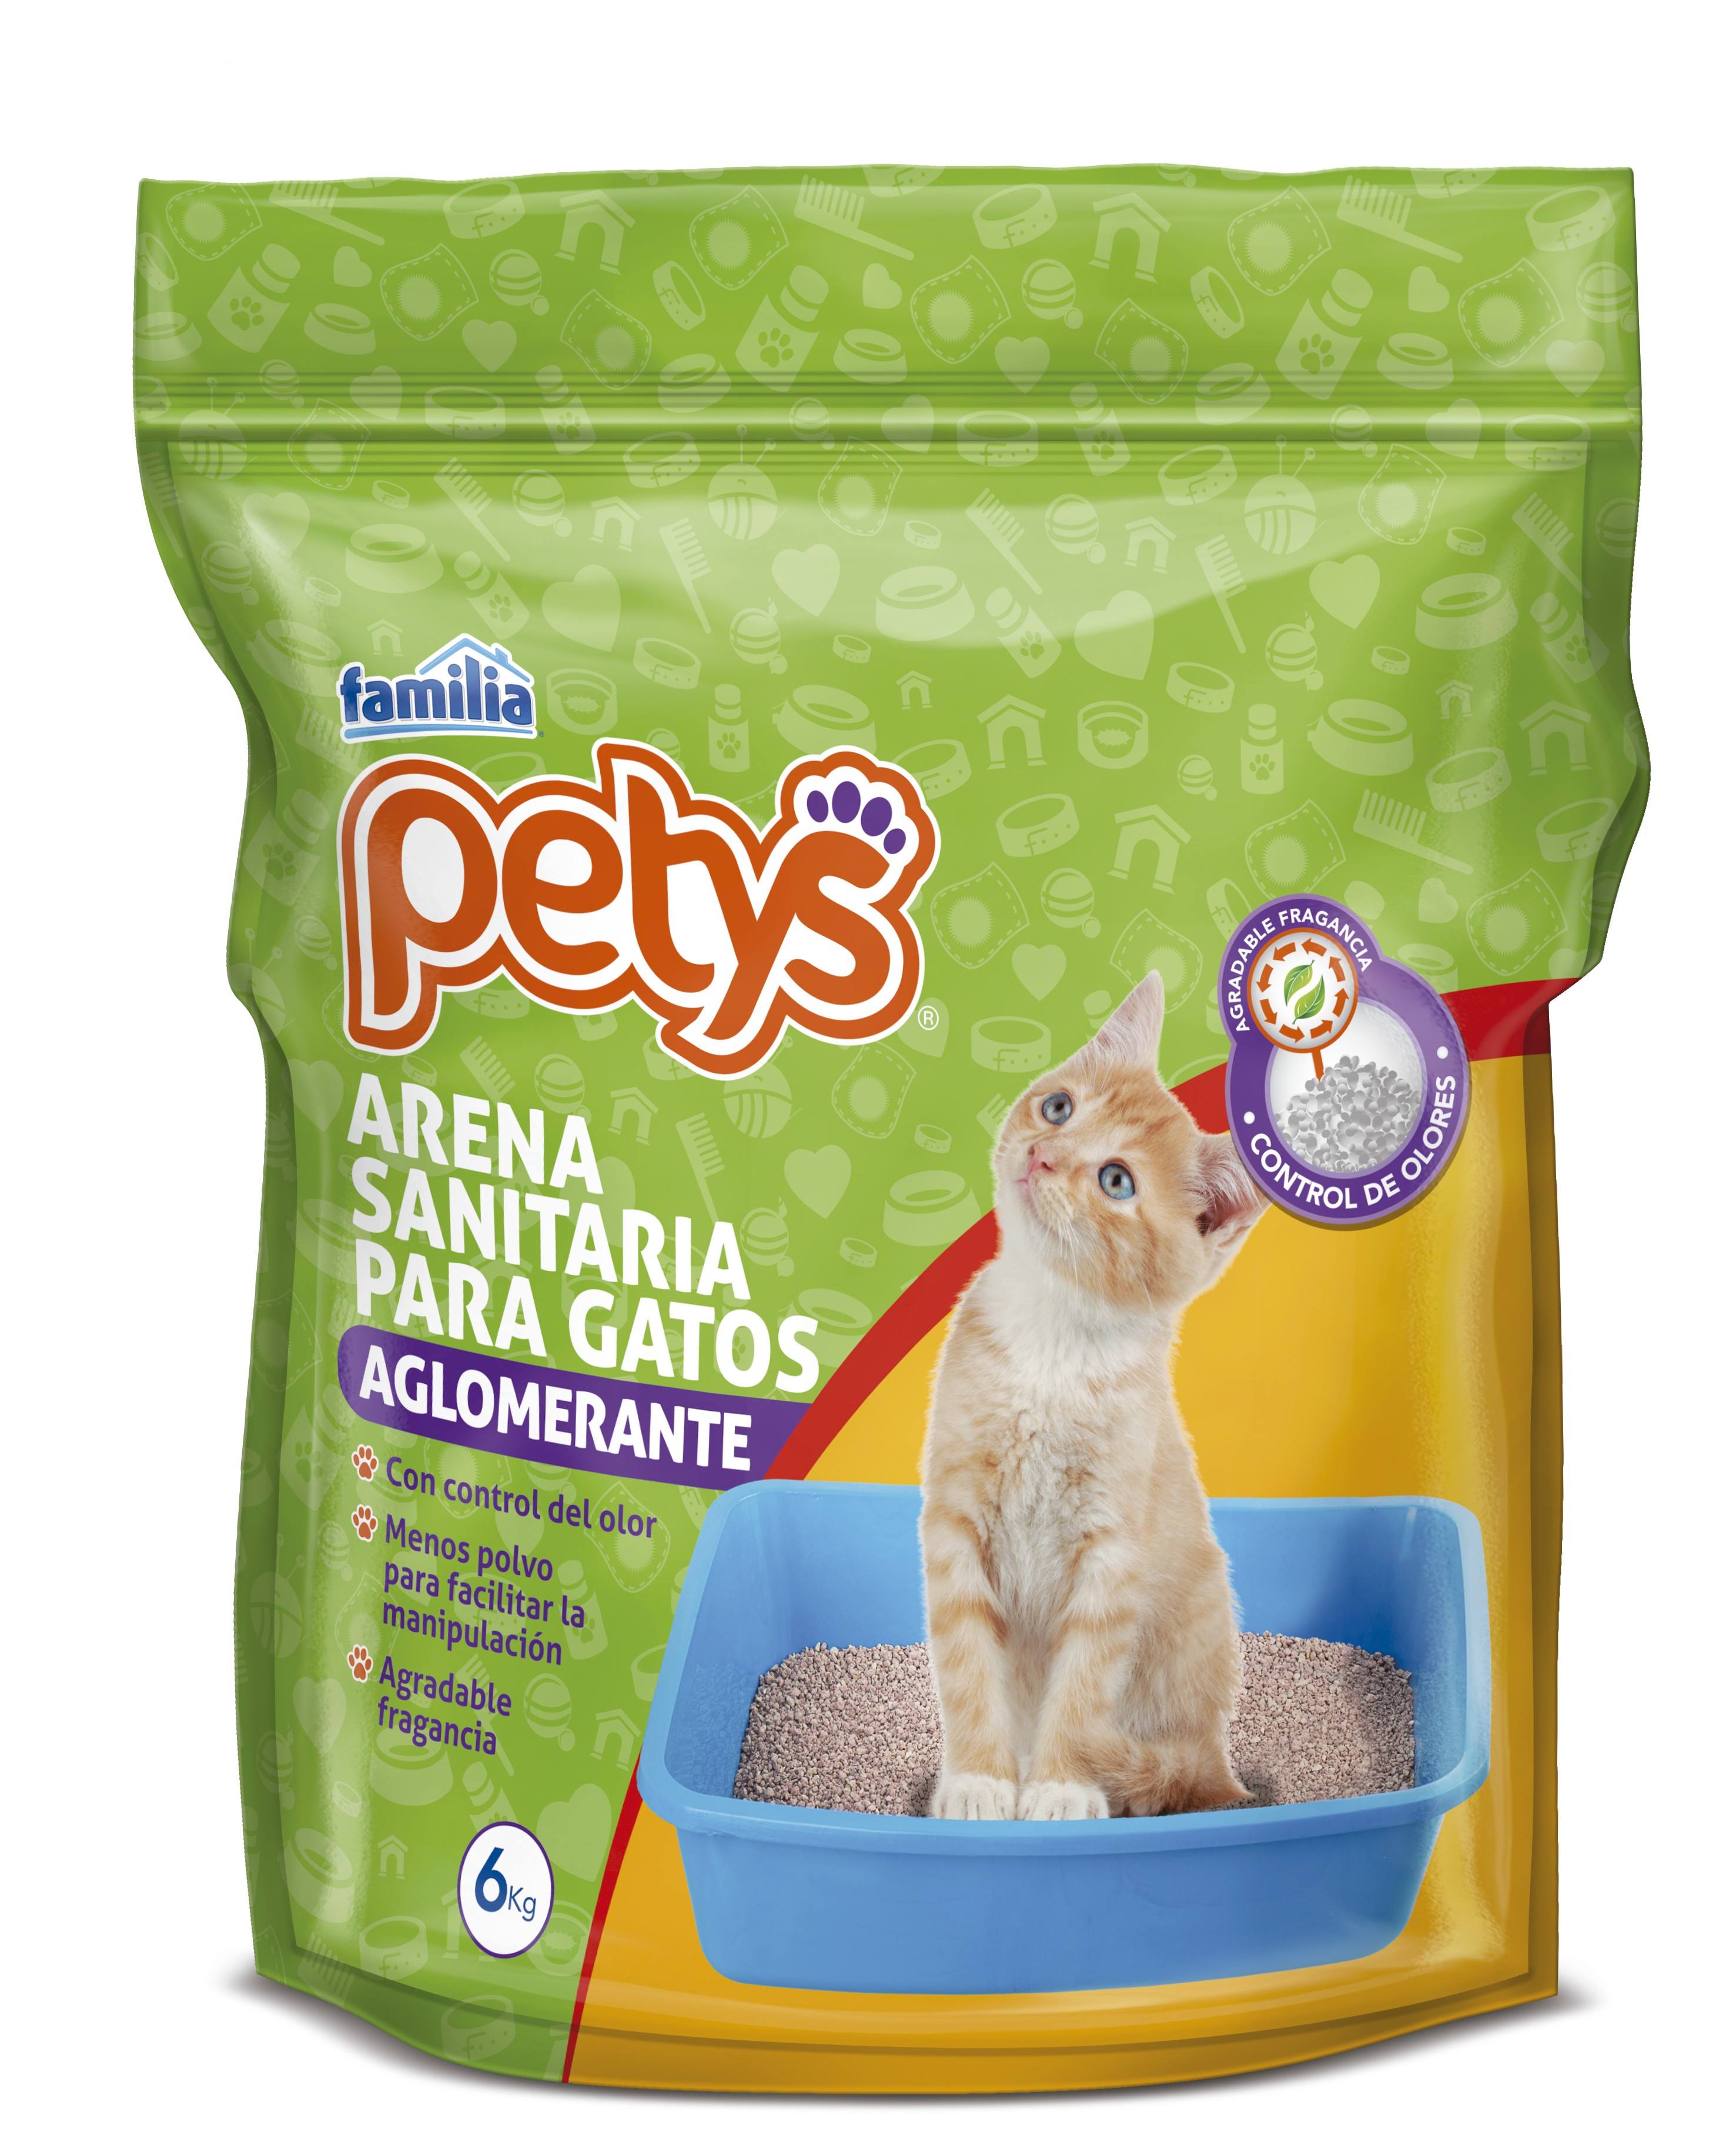 familia
petys
®
ARENA
SANITARIA
PARA GATOS
AGLOMERANTE
Con control del olor
Menos polvo
para facilitar la
manipulación
Agradable
fragancia
6Kg
AGRADABLE FRAGANCIA
• CONTROL DE OLORES •